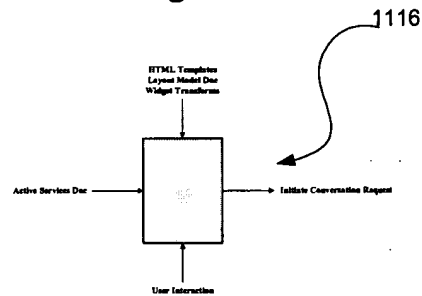 1116
HTML Templates
Layout Model Doc
Widget Transforms
Active Services Doc
Initiate Conversation Request
User Interaction